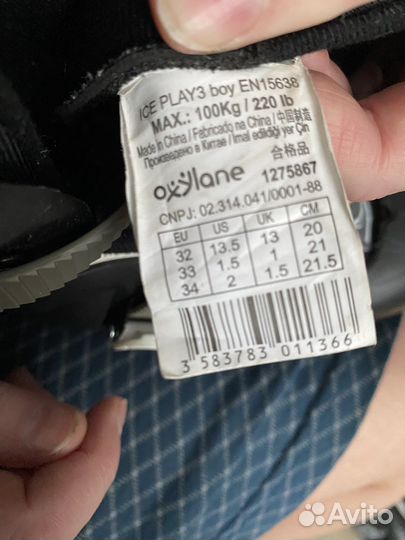 ICE PLAY3 boy EN15638
MAX.: 100Kg / 220 lb
Made in China / Fabricado na China / 中国制造
Произведено в Китае / Imal edildiği yer Çin
合格品
oxylane 1275867
CNPJ: 02.314.041/0001-88
EU US UK CM
32 13.5 13 20
33 1.5 1 21
34 2 1.5 21.5
3 583783 011366
Avito